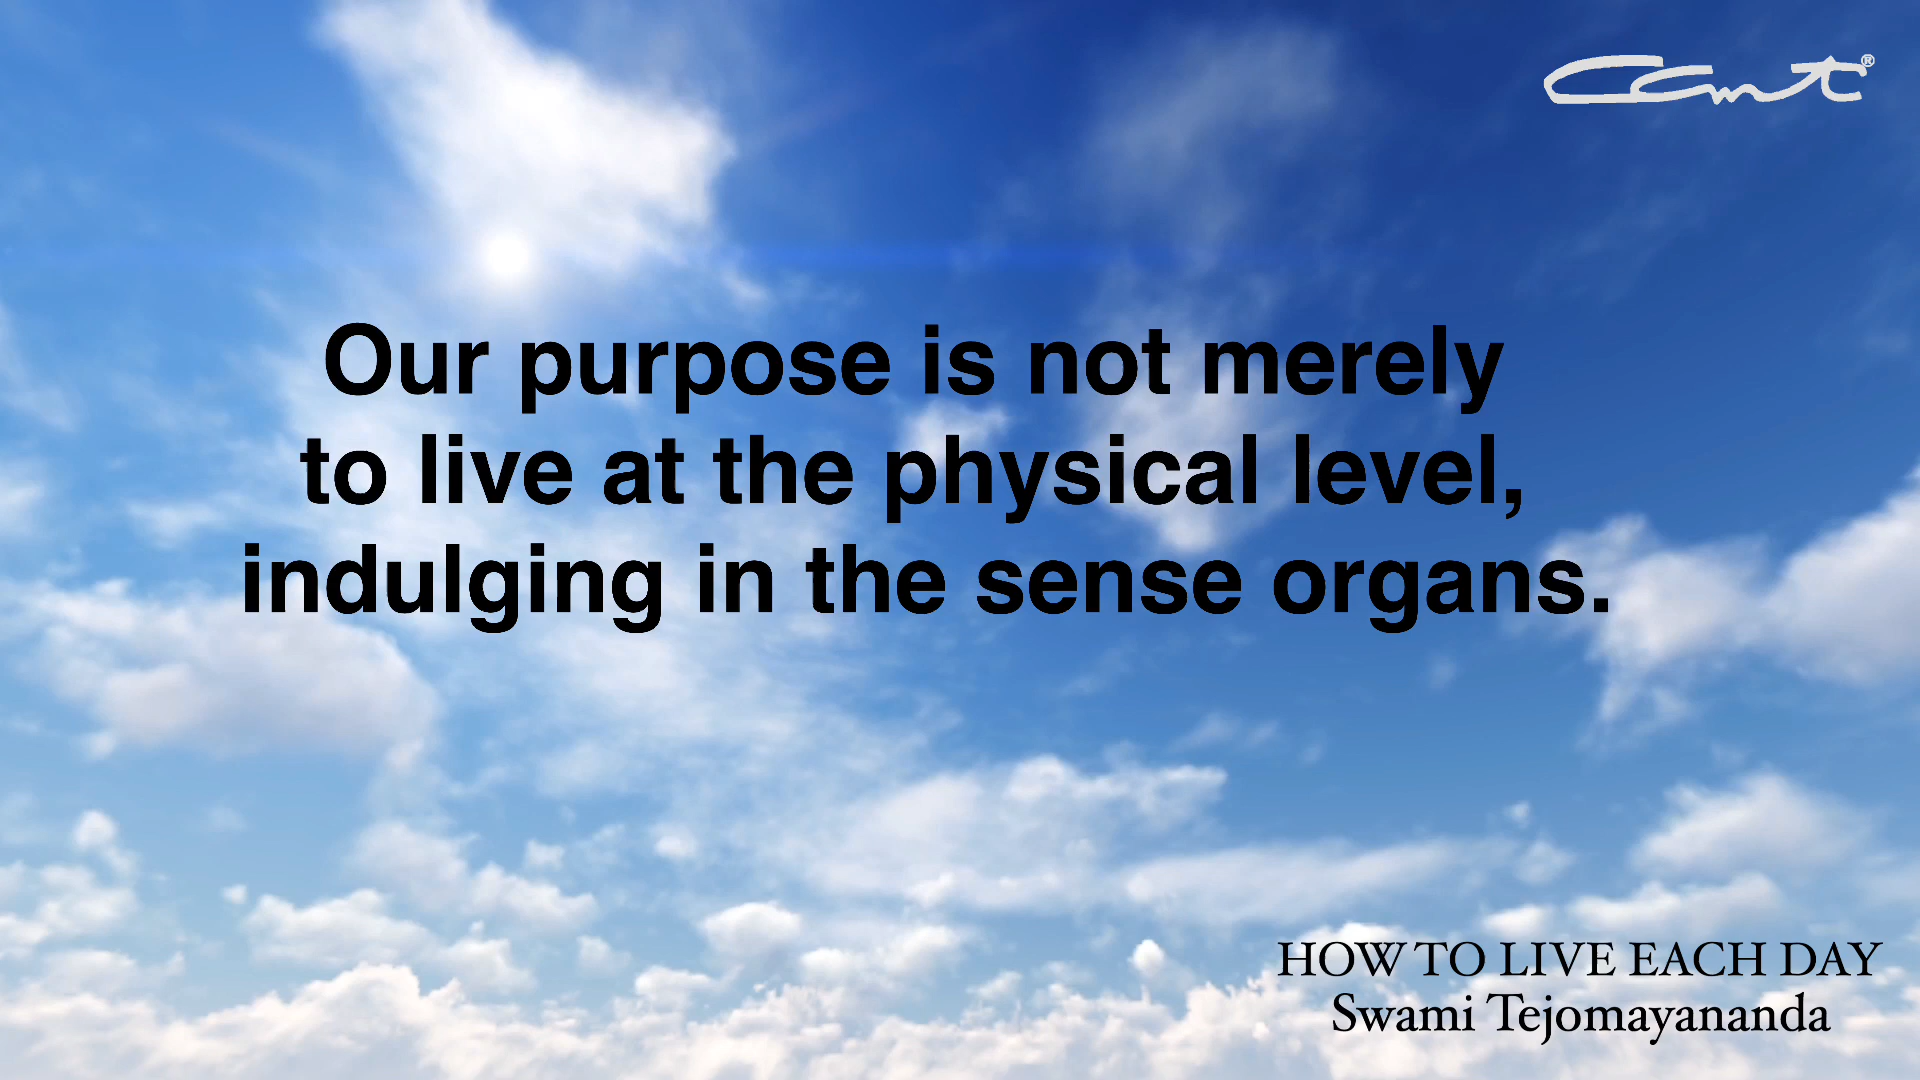 CCMT®
Our purpose is not merely
to live at the physical level,
indulging in the sense organs.
HOW TO LIVE EACH DAY
Swami Tejomayananda